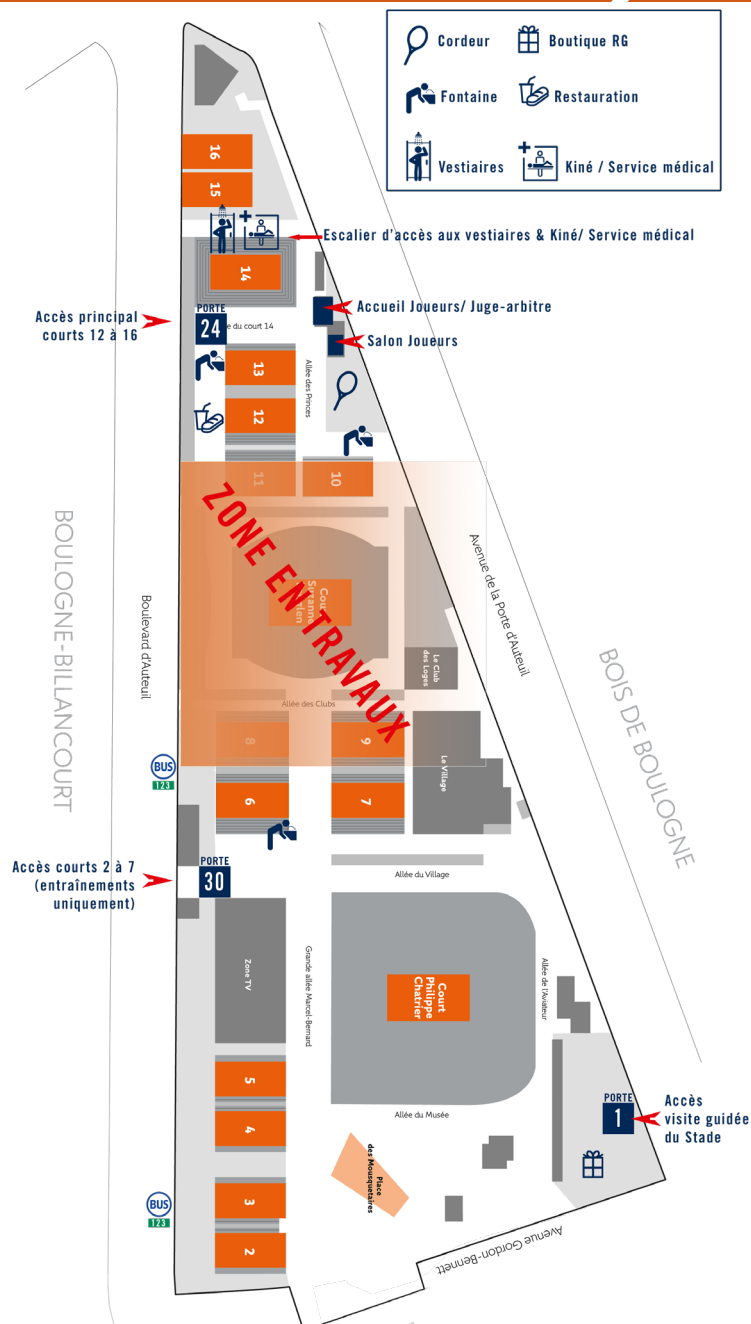 Cordeur
Boutique RG
Fontaine
Restauration
Vestiaires
Kiné / Service médical
16
15
Escalier d'accès aux vestiaires & Kiné/ Service médical
14
Accueil Joueurs/ Juge-arbitre
Accès principal
courts 12 à 16
PORTE
24
du court 14
Salon Joueurs
13
Allée des Princes
12
11
10
ZONE EN TRAVAUX
BOULOGNE-BILLANCOURT
Boulevard d'Auteuil
Avenue de la Porte d'Auteuil
BOIS DE BOULOGNE
Le Club
des Loges
Allée des Clubs
8
9
Le Village
BUS
123
6
7
Accès courts 2 à 7
(entraînements
uniquement)
PORTE
30
Allée du Village
Zone TV
Grande allée Marcel-Bernard
Court
Philippe
Chatrier
Allée de l'Aviateur
5
4
Allée du Musée
PORTE
1
Accès
visite guidée
du Stade
Place
des Mousquetaires
3
BUS
123
2
Avenue Gordon-Bennett